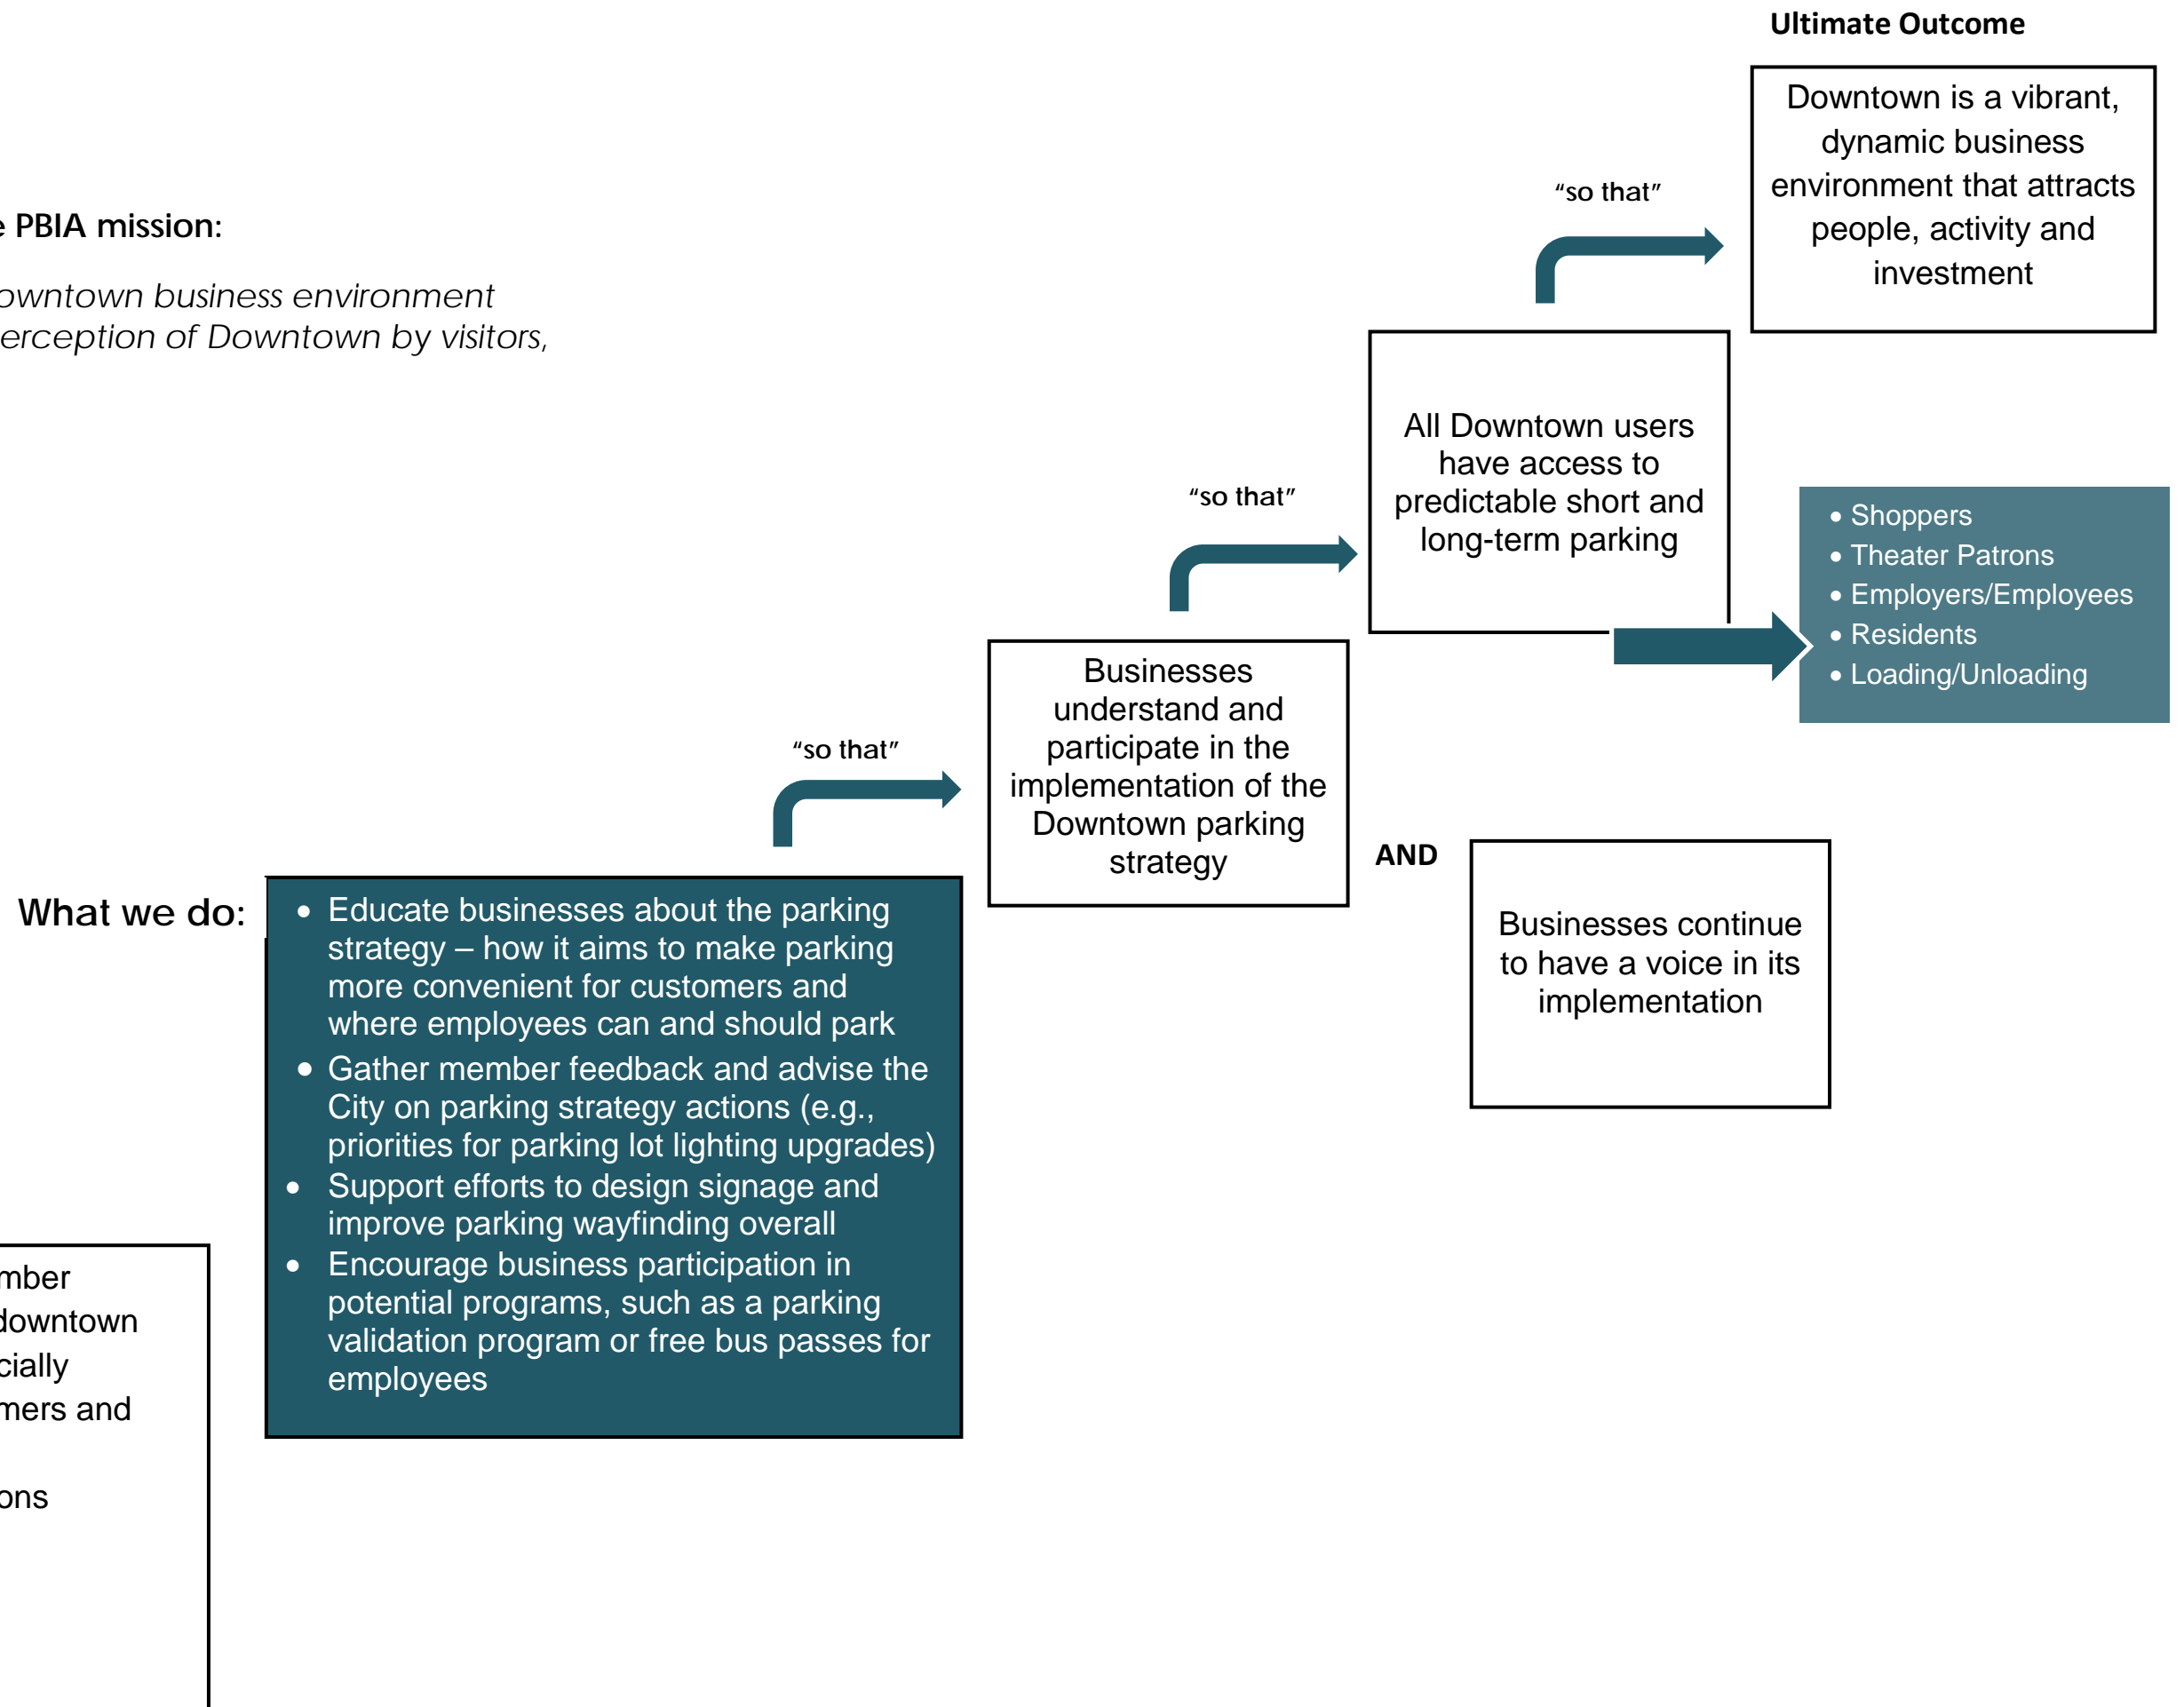 Ultimate Outcome
Downtown is a vibrant,
dynamic business
environment that attracts
people, activity and
investment
“so that”
PBIA mission:
business environment
of Downtown by visitors,
“so that”
All Downtown users
have access to
predictable short and
long-term parking
• Shoppers
• Theater Patrons
• Employers/Employees
• Residents
• Loading/Unloading
“so that”
Businesses
understand and
participate in the
implementation of the
Downtown parking
strategy
AND
Businesses continue
to have a voice in its
implementation
What we do:
• Educate businesses about the parking
strategy – how it aims to make parking
more convenient for customers and
where employees can and should park
• Gather member feedback and advise the
City on parking strategy actions (e.g.,
priorities for parking lot lighting upgrades)
• Support efforts to design signage and
improve parking wayfinding overall
• Encourage business participation in
potential programs, such as a parking
validation program or free bus passes for
employees
downtown
and